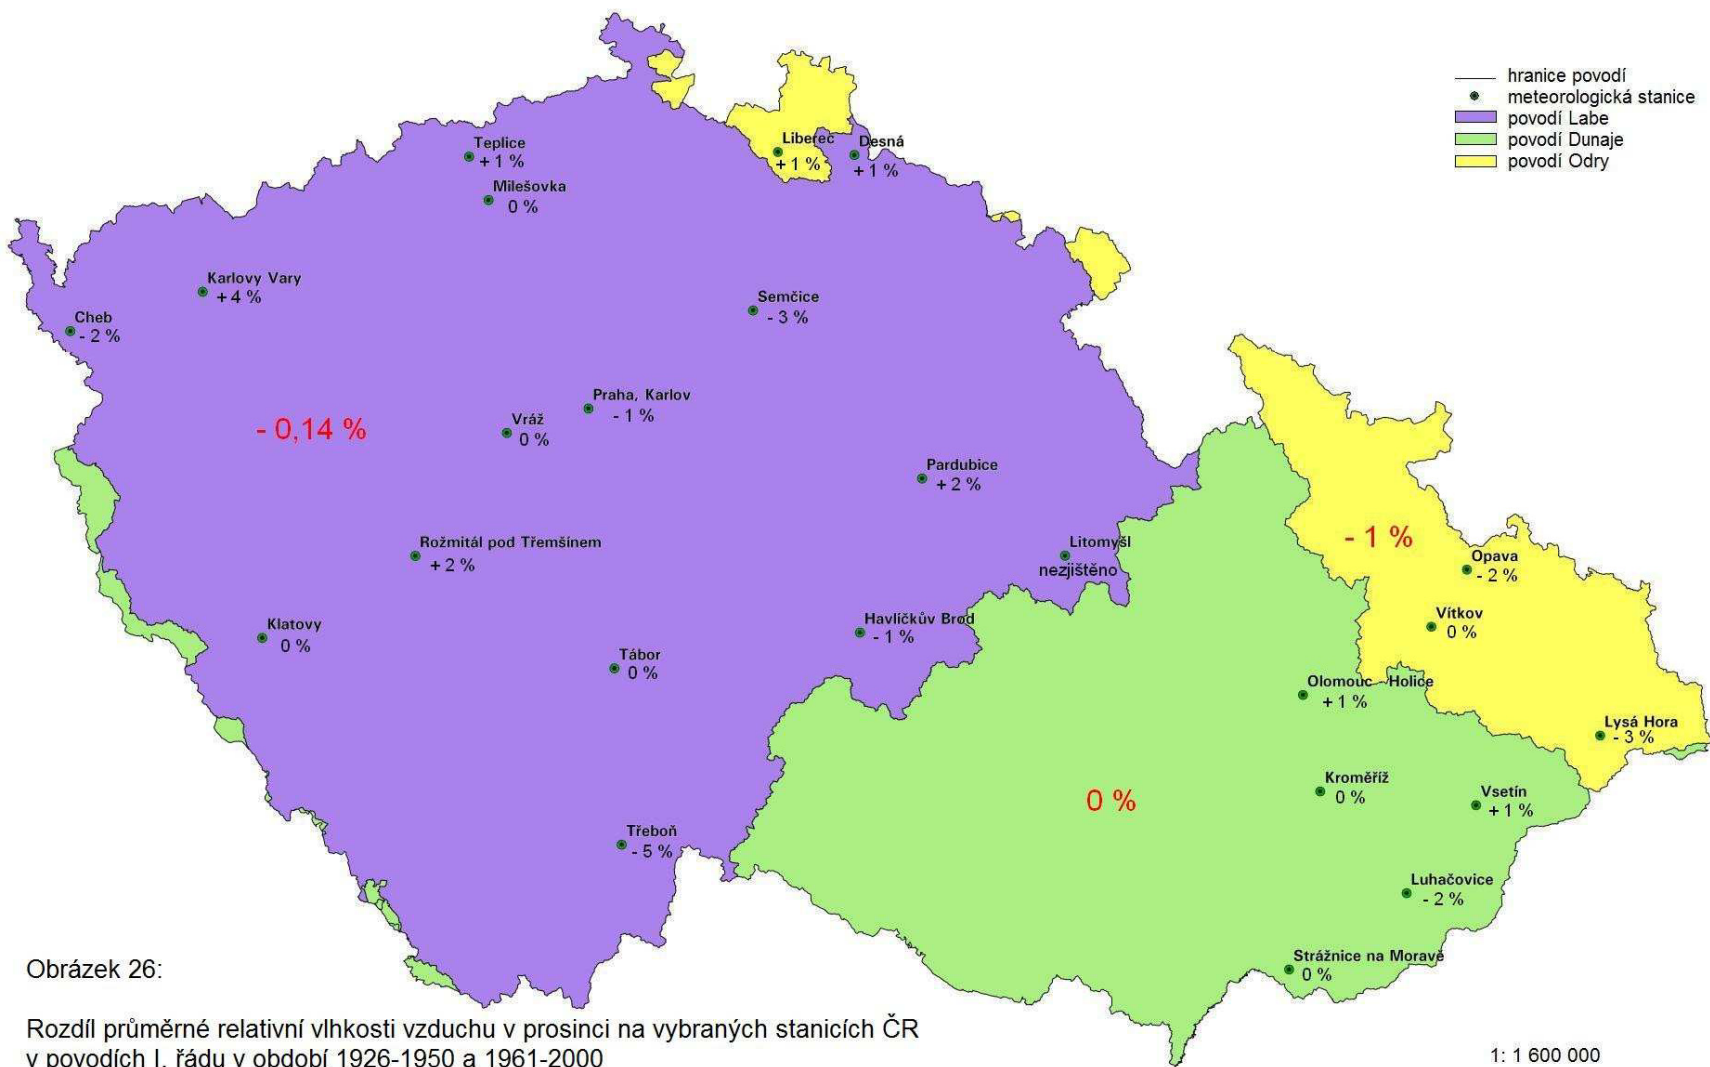 hranice povodí
meteorologická stanice
povodí Labe
povodí Dunaje
povodí Odry
Teplice
+ 1 %
Milešovka
0 %
Liberec
+ 1 %
Desná
+ 1 %
Karlovy Vary
+ 4 %
Cheb
- 2 %
Semčice
- 3 %
Praha, Karlov
- 1 %
Vráž
0 %
- 0,14 %
Pardubice
+ 2 %
Rožmitál pod Třemšínem
+ 2 %
Litomyšl
nezjištěno
- 1 %
Opava
- 2 %
Vítkov
0 %
Klatovy
0 %
Tábor
0 %
Havlíčkův Brod
- 1 %
Olomouc - Holice
+ 1 %
Lysá Hora
- 3 %
Kroměříž
0 %
Vsetín
+ 1 %
0 %
Třeboň
- 5 %
Luhačovice
- 2 %
Strážnice na Moravě
0 %
Obrázek 26:
Rozdíl průměrné relativní vlhkosti vzduchu v prosinci na vybraných stanicích ČR
v povodích I. řádu v období 1926-1950 a 1961-2000
1: 1 600 000